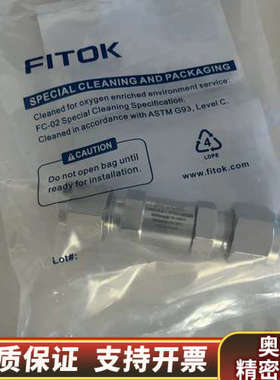 FITOK
SPECIAL CLEANING AND PACKAGING
Cleaned for oxygen enriched environment service:
FC-02 Special Cleaning Specification.
Cleaned in accordance with ASTM G93, Level C.
CAUTION
Do not open bag until
ready for installation.
4
LDPE
www.fitok.com
Lot#:
奥
质保证 支持开票
精密